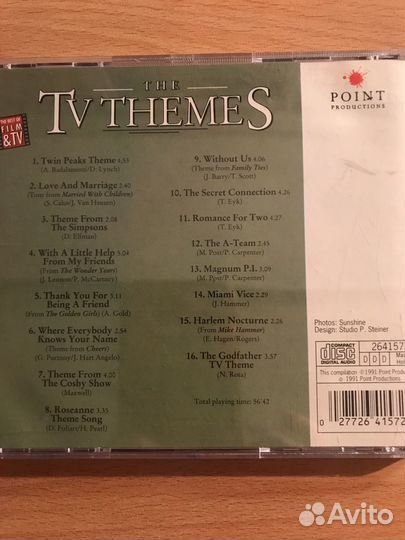 THE
TV THEMES
THE BEST OF
FILM
&TV
1. Twin Peaks Theme 4.55
(A. Badalamenti/D. Lynch)
2. Love And Marriage 2.40
(from Married With Children)
(S. Cahn/J. Van Heusen)
3. Theme From 2.08
The Simpsons
(D. Elfman)
4. With A Little Help 5.04
From My Friends
(From The Wonder Years)
(J. Lennon/P. McCartney)
5. Thank You For 3.11
Being A Friend
(From The Golden Girls) (A. Gold)
6. Where Everybody 2.54
Knows Your Name
(Theme from Cheers)
(G. Portnoy/J. Hart Angelo)
7. Theme From 4.00
The Cosby Show
(Maxwell)
8. Roseanne 3.35
Theme Song
(D. Foliart/H. Pearl)
9. Without Us 4.06
(Theme from Family Ties)
(J. Barry/T. Scott)
10. The Secret Connection 4.26
(T. Eyk)
11. Romance For Two 4.27
(T. Eyk)
12. The A-Team 2.45
(M. Post/P. Carpenter)
13. Magnum P.I. 3.09
(M. Post/P. Carpenter)
14. Miami Vice 2.29
(J. Hammer)
15. Harlem Nocturne 2.26
(From Mike Hammer)
(E. Hagen/Rogers)
16. The Godfather 3.57
TV Theme
(N. Rota)
Total playing time: 56'42
POINT
PRODUCTIONS
Photos: Sunshine
Design: Studio P. Steiner
COMPACT
disc
DIGITAL AUDIO
264157
D D D
This compilation ℗1991 Point
© 1991 Point Productions.
0 27726 41572
Avito